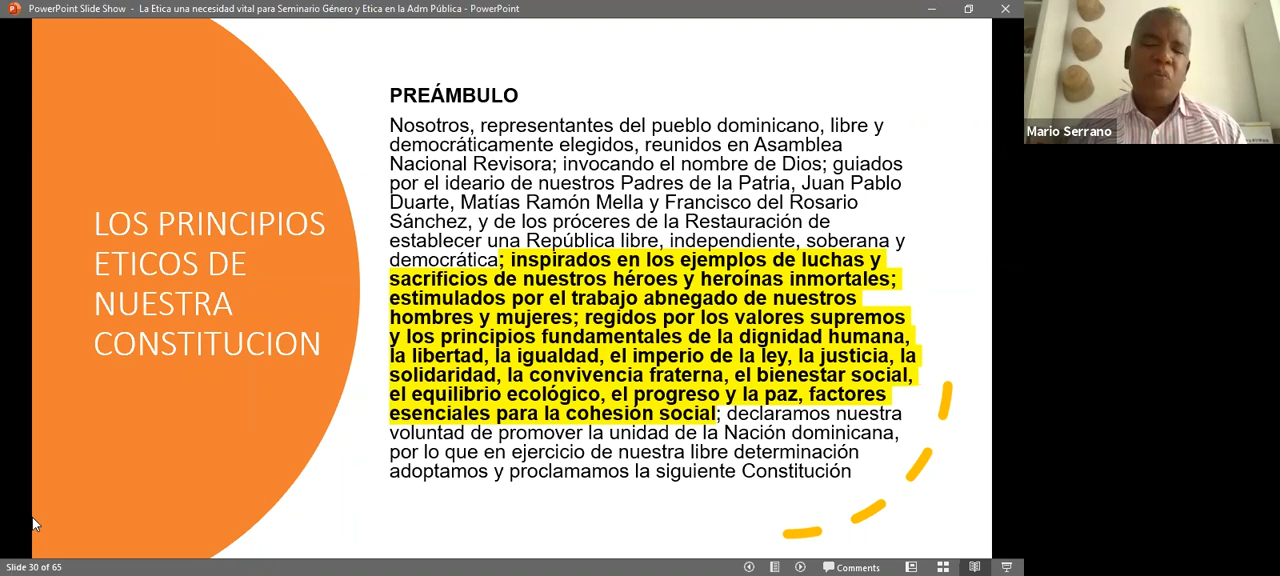 PowerPoint Slide Show - La Etica una necesidad vital para Seminario Género y Etica en la Adm Pública - PowerPoint
LOS PRINCIPIOS
ETICOS DE
NUESTRA
CONSTITUCION
PREÁMBULO
Nosotros, representantes del pueblo dominicano, libre y
democráticamente elegidos, reunidos en Asamblea
Nacional Revisora; invocando el nombre de Dios; guiados
por el ideario de nuestros Padres de la Patria, Juan Pablo
Duarte, Matías Ramón Mella y Francisco del Rosario
Sánchez, y de los próceres de la Restauración de
establecer una República libre, independiente, soberana y
democrática; inspirados en los ejemplos de luchas y
sacrificios de nuestros héroes y heroínas inmortales;
estimulados por el trabajo abnegado de nuestros
hombres y mujeres; regidos por los valores supremos
y los principios fundamentales de la dignidad humana,
la libertad, la igualdad, el imperio de la ley, la justicia, la
solidaridad, la convivencia fraterna, el bienestar social,
el equilibrio ecológico, el progreso y la paz, factores
esenciales para la cohesión social; declaramos nuestra
voluntad de promover la unidad de la Nación dominicana,
por lo que en ejercicio de nuestra libre determinación
adoptamos y proclamamos la siguiente Constitución
Mario Serrano
Slide 30 of 65
Comments